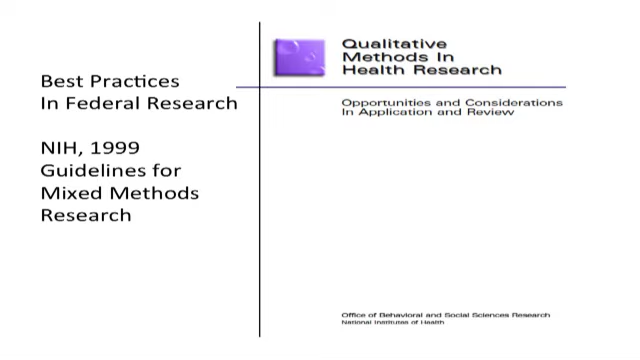 Best Practices
In Federal Research
NIH, 1999
Guidelines for
Mixed Methods
Research
Qualitative
Methods In
Health Research
Opportunities and Considerations
In Application and Review
Office of Behavioral and Social Sciences Research
National Institutes of Health